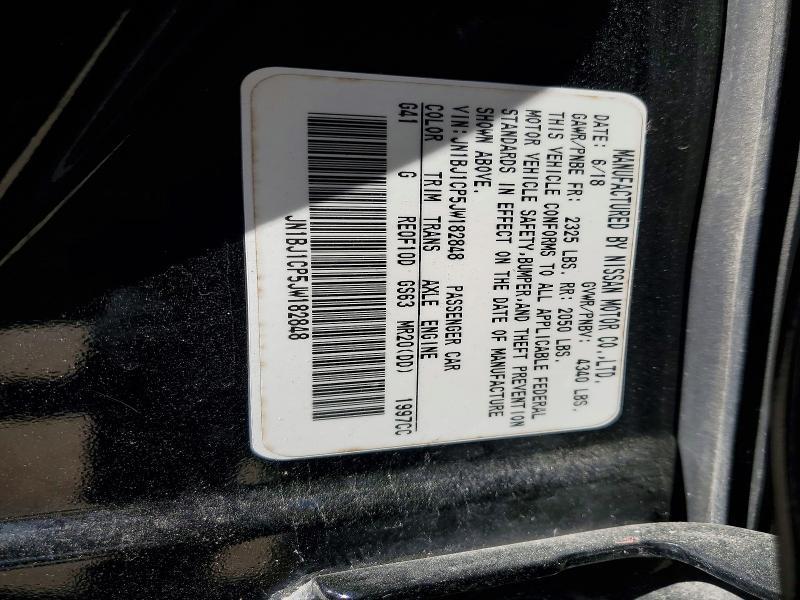 MANUFACTURED BY NISSAN MOTOR CO.,LTD.
DATE: 6/18 GVWR/PNBV: 4340 LBS.
GAWR/PNBE FR: 2325 LBS. RR: 2050 LBS.
THIS VEHICLE CONFORMS TO ALL APPLICABLE FEDERAL
MOTOR VEHICLE SAFETY,BUMPER,AND THEFT PREVENTION
STANDARDS IN EFFECT ON THE DATE OF MANUFACTURE
SHOWN ABOVE.
VIN:JN1BJ1CP5JW182848 PASSENGER CAR
COLOR TRIM TRANS AXLE ENGINE
G41 G RE0F10D GS63 MR20(DD) 1997CC
JN1BJ1CP5JW182848